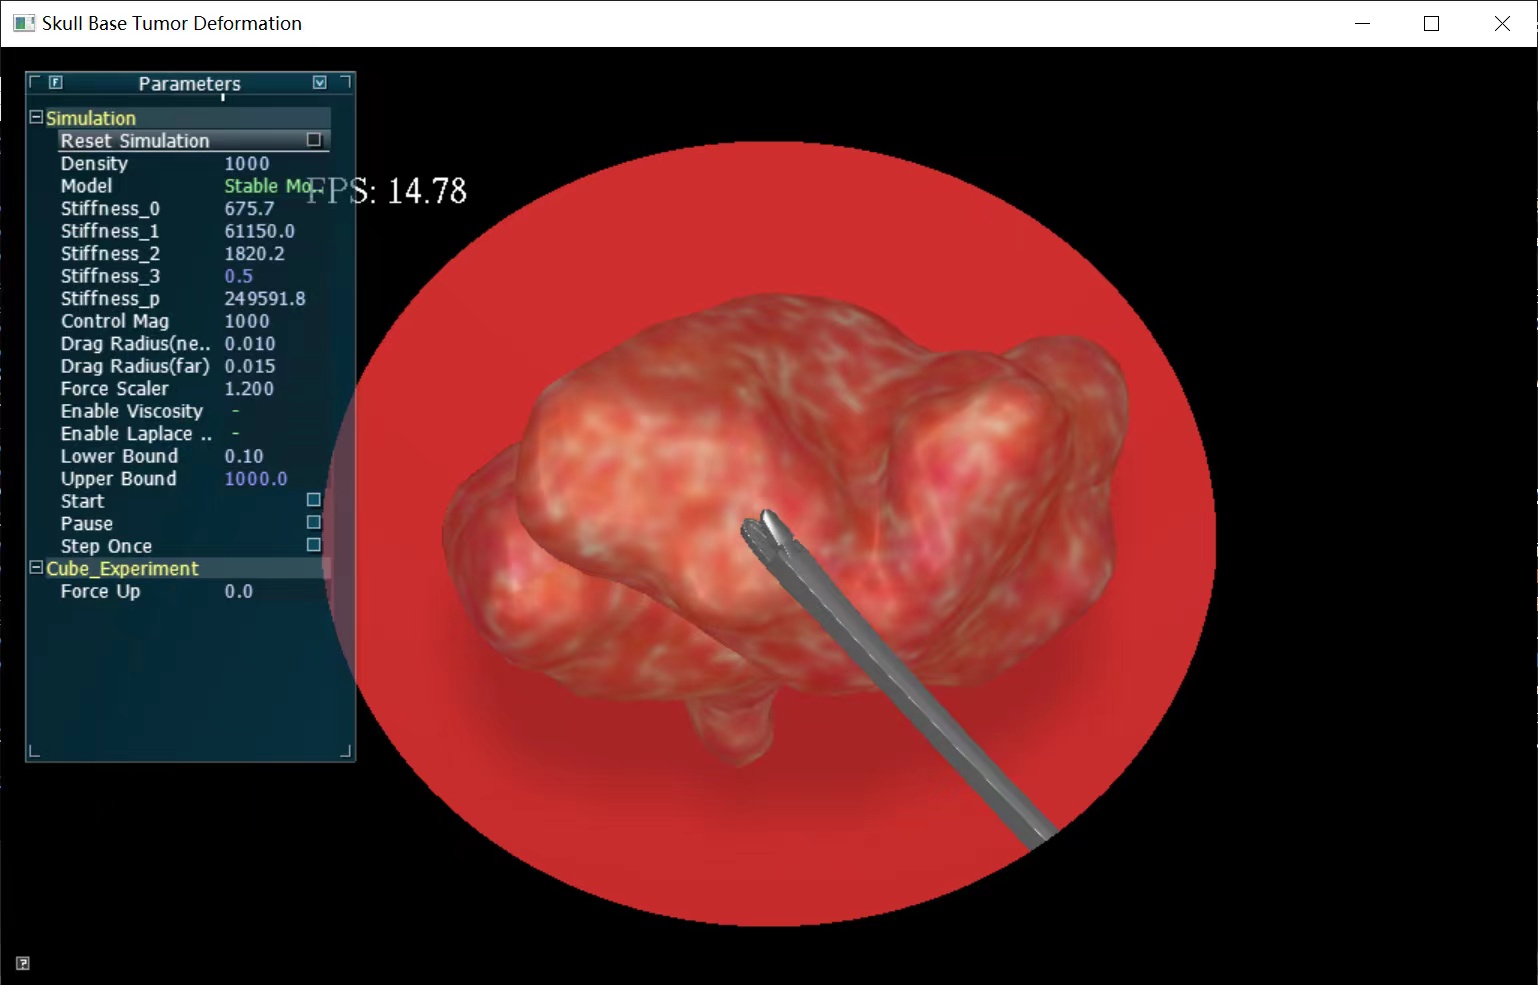 Skull Base Tumor Deformation
Parameters
Simulation
Reset Simulation
Density 1000
Model Stable Mo..
FPS: 14.78
Stiffness_0 675.7
Stiffness_1 61150.0
Stiffness_2 1820.2
Stiffness_3 0.5
Stiffness_p 249591.8
Control Mag 1000
Drag Radius(ne.. 0.010
Drag Radius(far) 0.015
Force Scaler 1.200
Enable Viscosity -
Enable Laplace .. -
Lower Bound 0.10
Upper Bound 1000.0
Start
Pause
Step Once
Cube_Experiment
Force Up 0.0
?